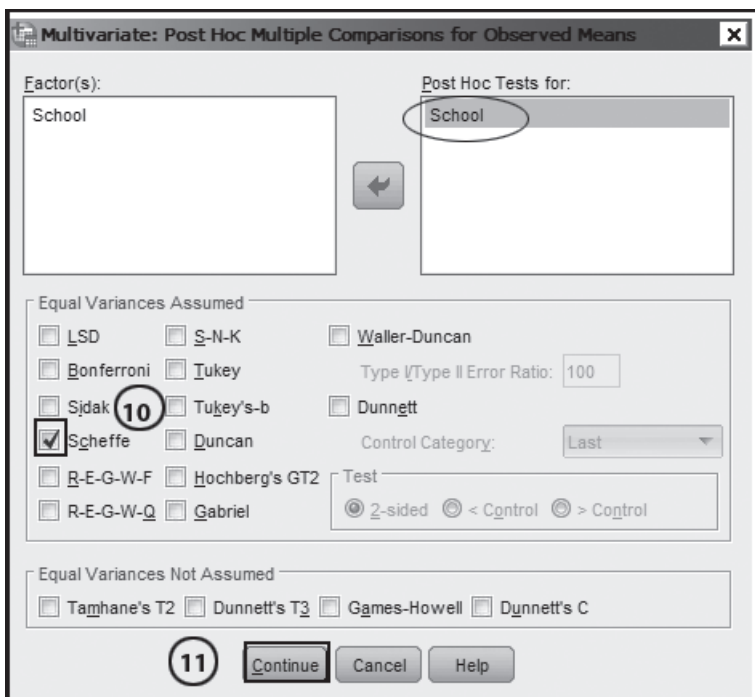 Multivariate: Post Hoc Multiple Comparisons for Observed Means
Factor(s):
School
Post Hoc Tests for:
School
Equal Variances Assumed
LSD S-N-K Waller-Duncan
Bonferroni Tukey Type I/Type II Error Ratio: 100
Sidak 10 Tukey's-b Dunnett
Scheffe Duncan Control Category: Last
R-E-G-W-F Hochberg's GT2 Test
R-E-G-W-Q Gabriel 2-sided < Control > Control
Equal Variances Not Assumed
Tamhane's T2 Dunnett's T3 Games-Howell Dunnett's C
11 Continue Cancel Help